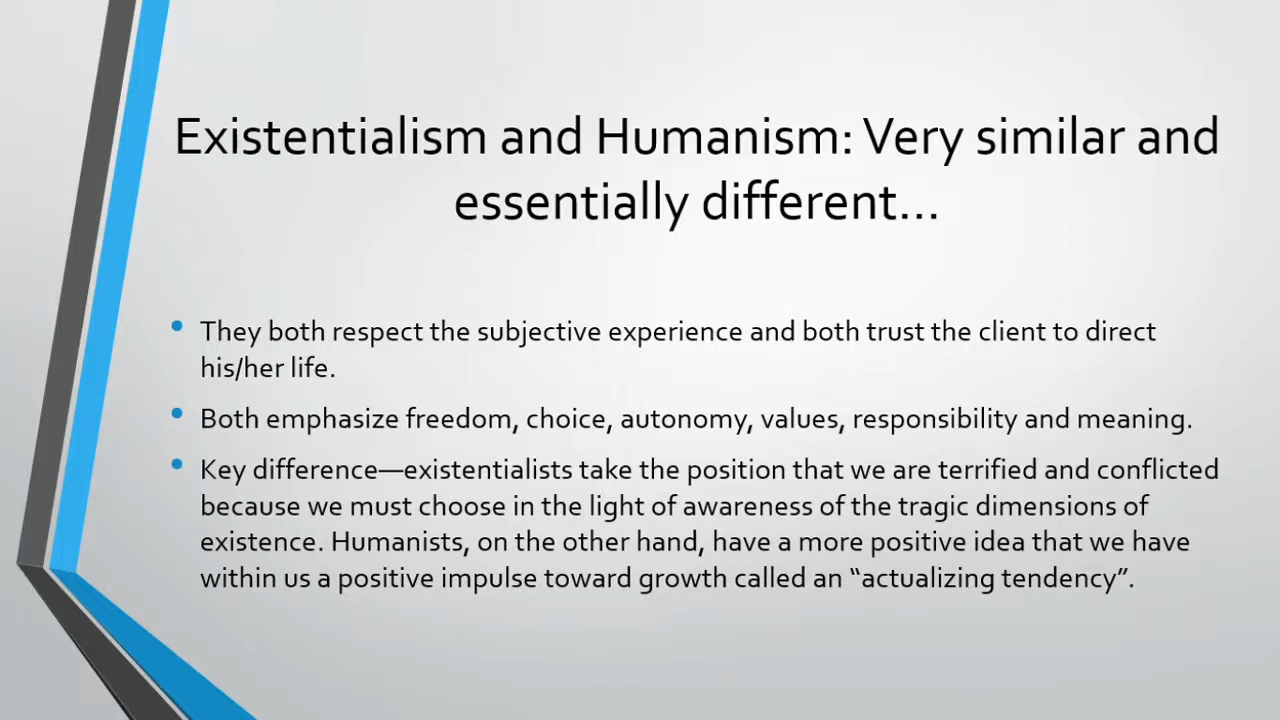 Existentialism and Humanism: Very similar and
essentially different...
• They both respect the subjective experience and both trust the client to direct
his/her life.
• Both emphasize freedom, choice, autonomy, values, responsibility and meaning.
• Key difference—existentialists take the position that we are terrified and conflicted
because we must choose in the light of awareness of the tragic dimensions of
existence. Humanists, on the other hand, have a more positive idea that we have
within us a positive impulse toward growth called an “actualizing tendency”.